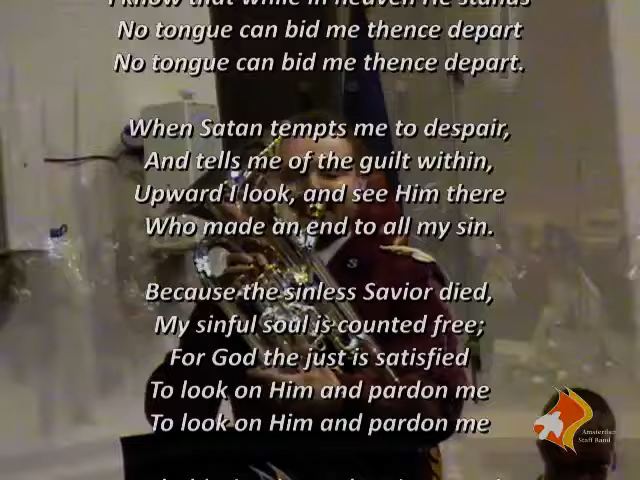 I know that while in heaven He stands
No tongue can bid me thence depart
No tongue can bid me thence depart.
When Satan tempts me to despair,
And tells me of the guilt within,
Upward I look, and see Him there
Who made an end to all my sin.
Because the sinless Savior died,
My sinful soul is counted free;
For God the just is satisfied
To look on Him and pardon me
To look on Him and pardon me
Amsterdam
Staff Band